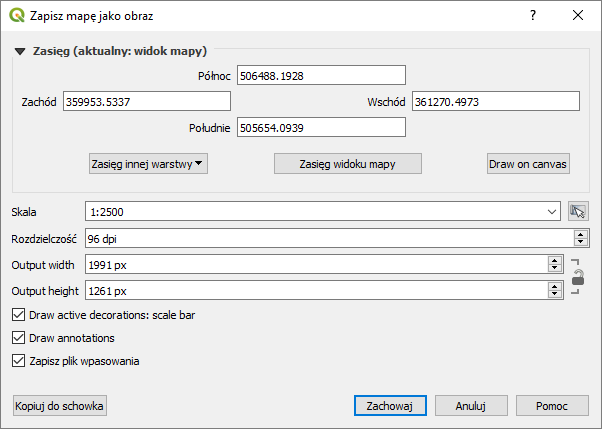 Zapisz mapę jako obraz
Zasięg (aktualny: widok mapy)
Północ 506488.1928
Zachód 359953.5337 Wschód 361270.4973
Południe 505654.0939
Zasięg innej warstwy Zasięg widoku mapy Draw on canvas
Skala 1:2500
Rozdzielczość 96 dpi
Output width 1991 px
Output height 1261 px
Draw active decorations: scale bar
Draw annotations
Zapisz plik wpasowania
Kopiuj do schowka Zachowaj Anuluj Pomoc